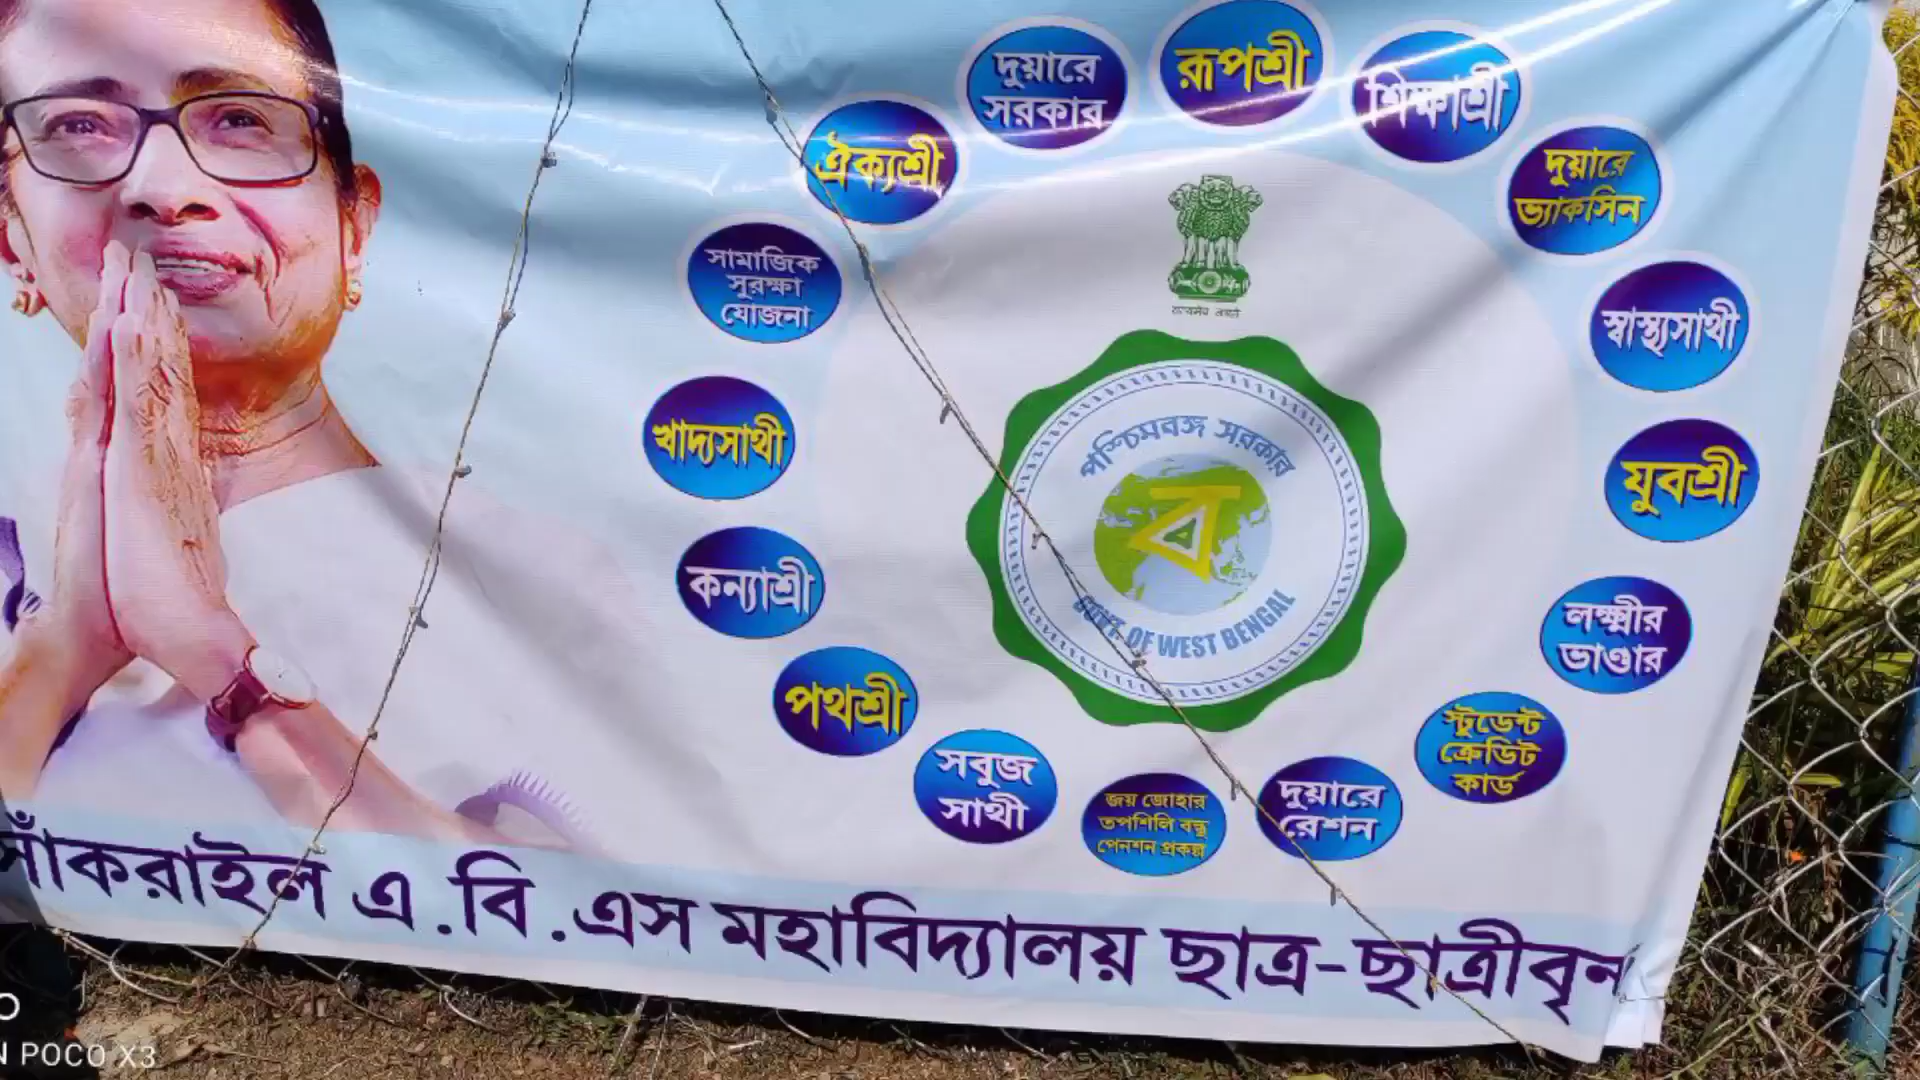 দুয়ারে
সরকার
রূপশ্রী
শিক্ষাশ্রী
ঐক্যশ্রী
দুয়ারে
ভ্যাকসিন
সামাজিক
সুরক্ষা
যোজনা
স্বাস্থ্যসাথী
খাদ্যসাথী
পশ্চিমবঙ্গ সরকার
ব
GOVT. OF WEST BENGAL
যুবশ্রী
কন্যাশ্রী
লক্ষ্মীর
ভাণ্ডার
পথশ্রী
স্টুডেন্ট
ক্রেডিট
কার্ড
সবুজ
সাথী
জয় জোহার
তপশিলি বন্ধু
পেনশন প্রকল্প
দুয়ারে
রেশন
সাঁকরাইল এ.বি.এস মহাবিদ্যালয় ছাত্র-ছাত্রীবৃন
POCO X3